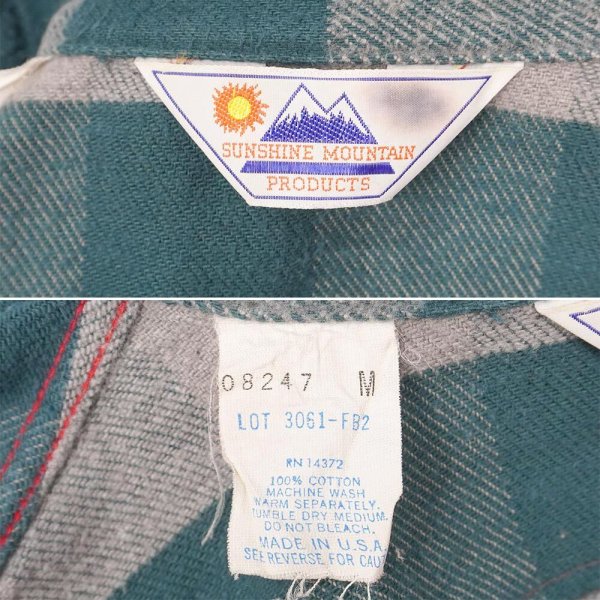 SUNSHINE MOUNTAIN
PRODUCTS
08247 M
LOT 3061-FB2
RN 14372
100% COTTON
MACHINE WASH
WARM SEPARATELY.
TUMBLE DRY MEDIUM.
DO NOT BLEACH.
MADE IN U.S.A.
SEE REVERSE FOR CAU